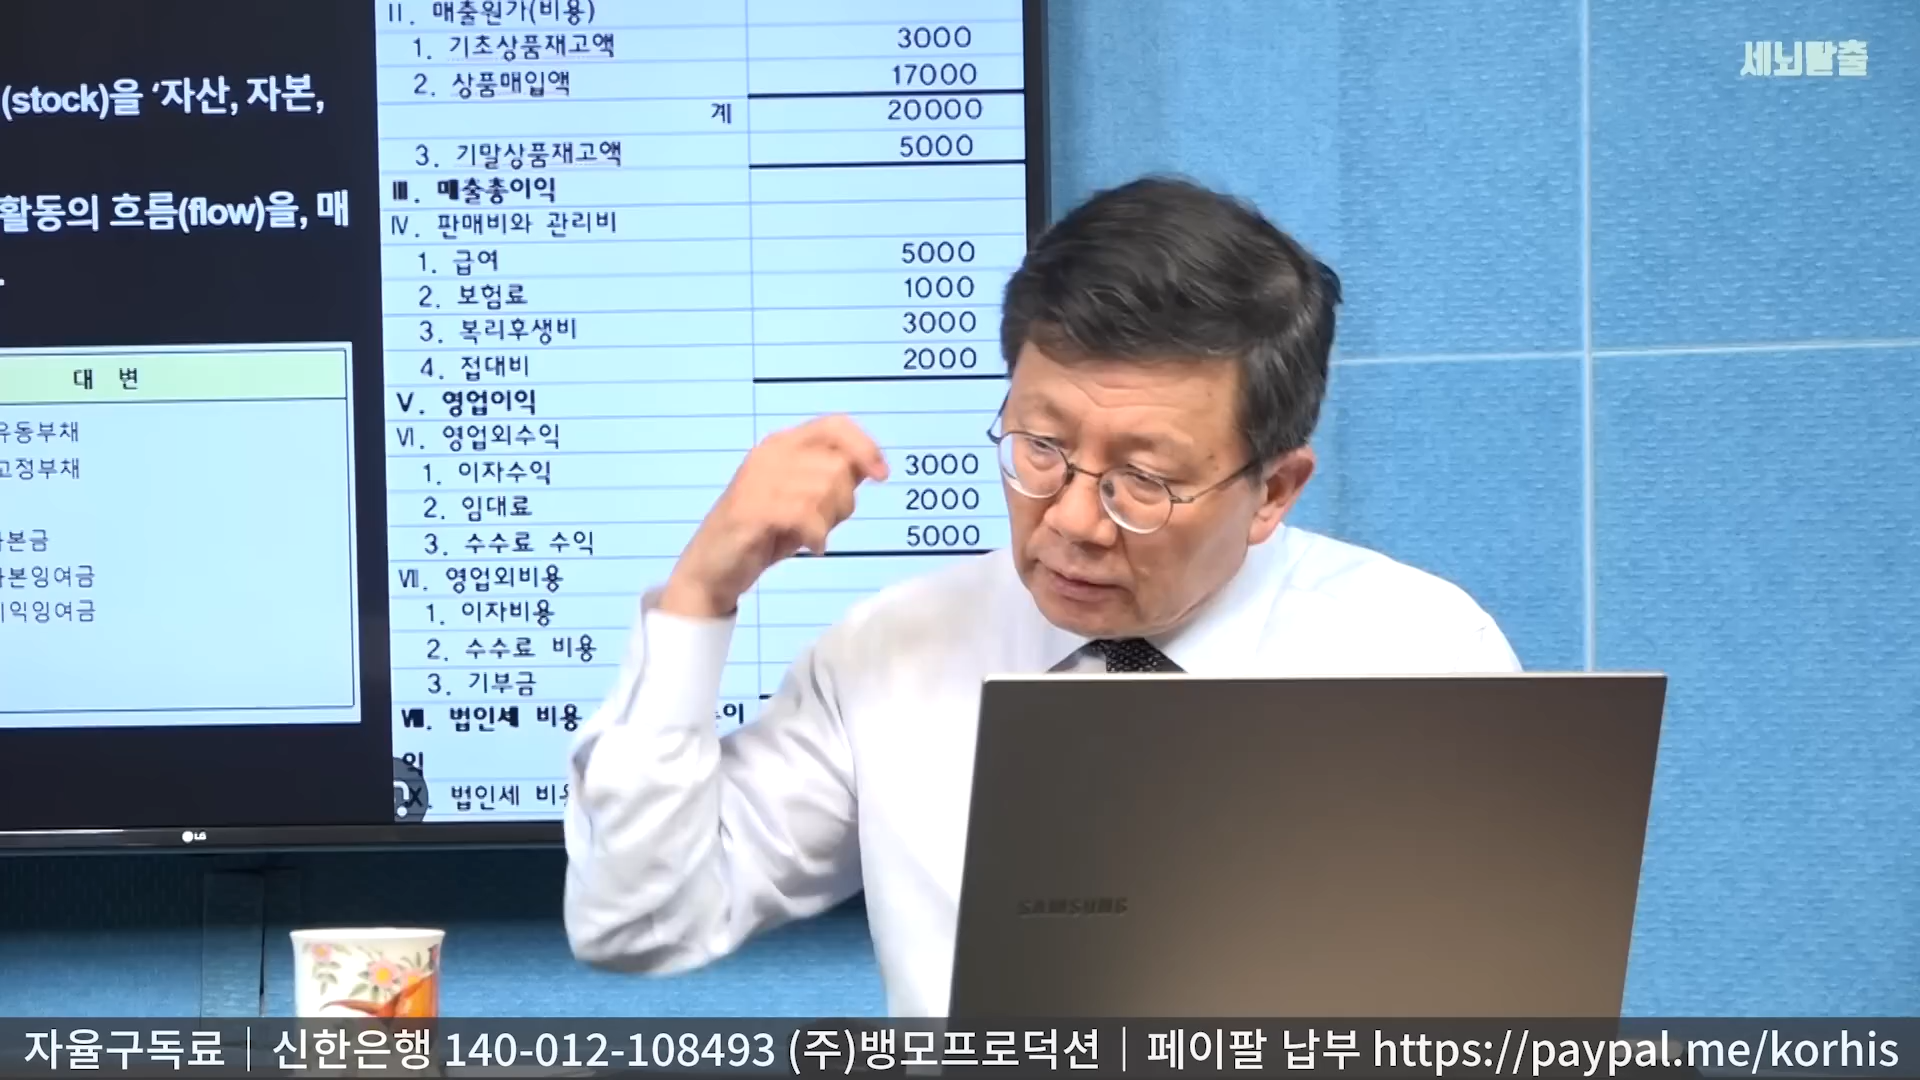 (stock)을 ‘자산, 자본,
활동의 흐름(flow)을, 매
대 변
유동부채
고정부채
본금
본잉여금
익잉여금
II. 매출원가(비용)
1. 기초상품재고액 3000
2. 상품매입액 17000
계 20000
3. 기말상품재고액 5000
Ⅲ. 매출총이익
Ⅳ. 판매비와 관리비
1. 급여 5000
2. 보험료 1000
3. 복리후생비 3000
4. 접대비 2000
Ⅴ. 영업이익
Ⅵ. 영업외수익
1. 이자수익 3000
2. 임대료 2000
3. 수수료 수익 5000
Ⅶ. 영업외비용
1. 이자비용
2. 수수료 비용
3. 기부금
Ⅷ. 법인세 비용
익
법인세 비
LG
세뇌탈출
SAMSUNG
자율구독료｜신한은행 140-012-108493 (주)뱅모프로덕션｜페이팔 납부 https://paypal.me/korhis